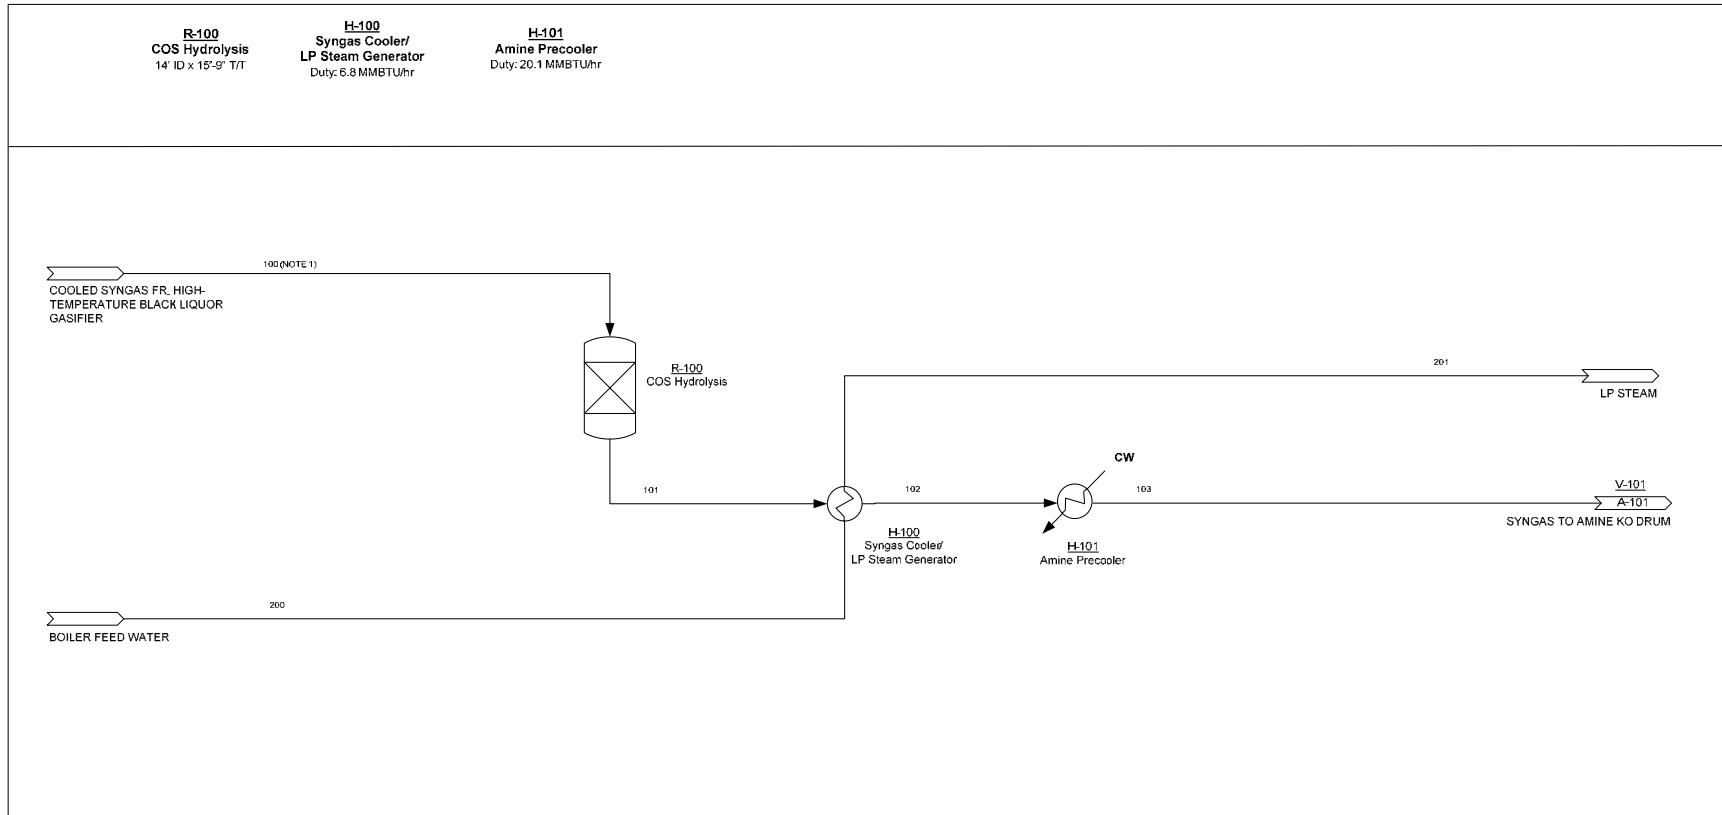 R-100
COS Hydrolysis
14' ID x 15'-9" T/T
H-100
Syngas Cooler/
LP Steam Generator
Duty: 6.8 MMBTU/hr
H-101
Amine Precooler
Duty: 20.1 MMBTU/hr
100 (NOTE 1)
COOLED SYNGAS FR. HIGH-
TEMPERATURE BLACK LIQUOR
GASIFIER
R-100
COS Hydrolysis
201
LP STEAM
CW
101
102
103
V-101
A-101
SYNGAS TO AMINE KO DRUM
H-100
Syngas Cooler/
LP Steam Generator
H-101
Amine Precooler
200
BOILER FEED WATER